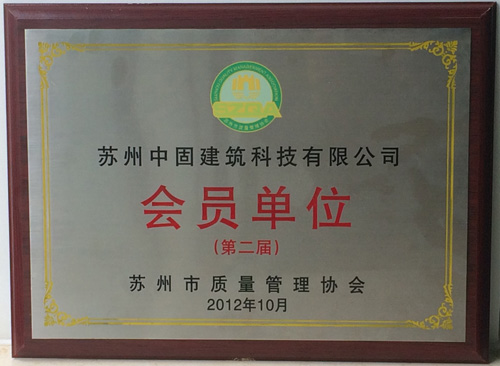 苏州中固建筑科技有限公司
会员单位
(第二届)
苏州市质量管理协会
2012年10月